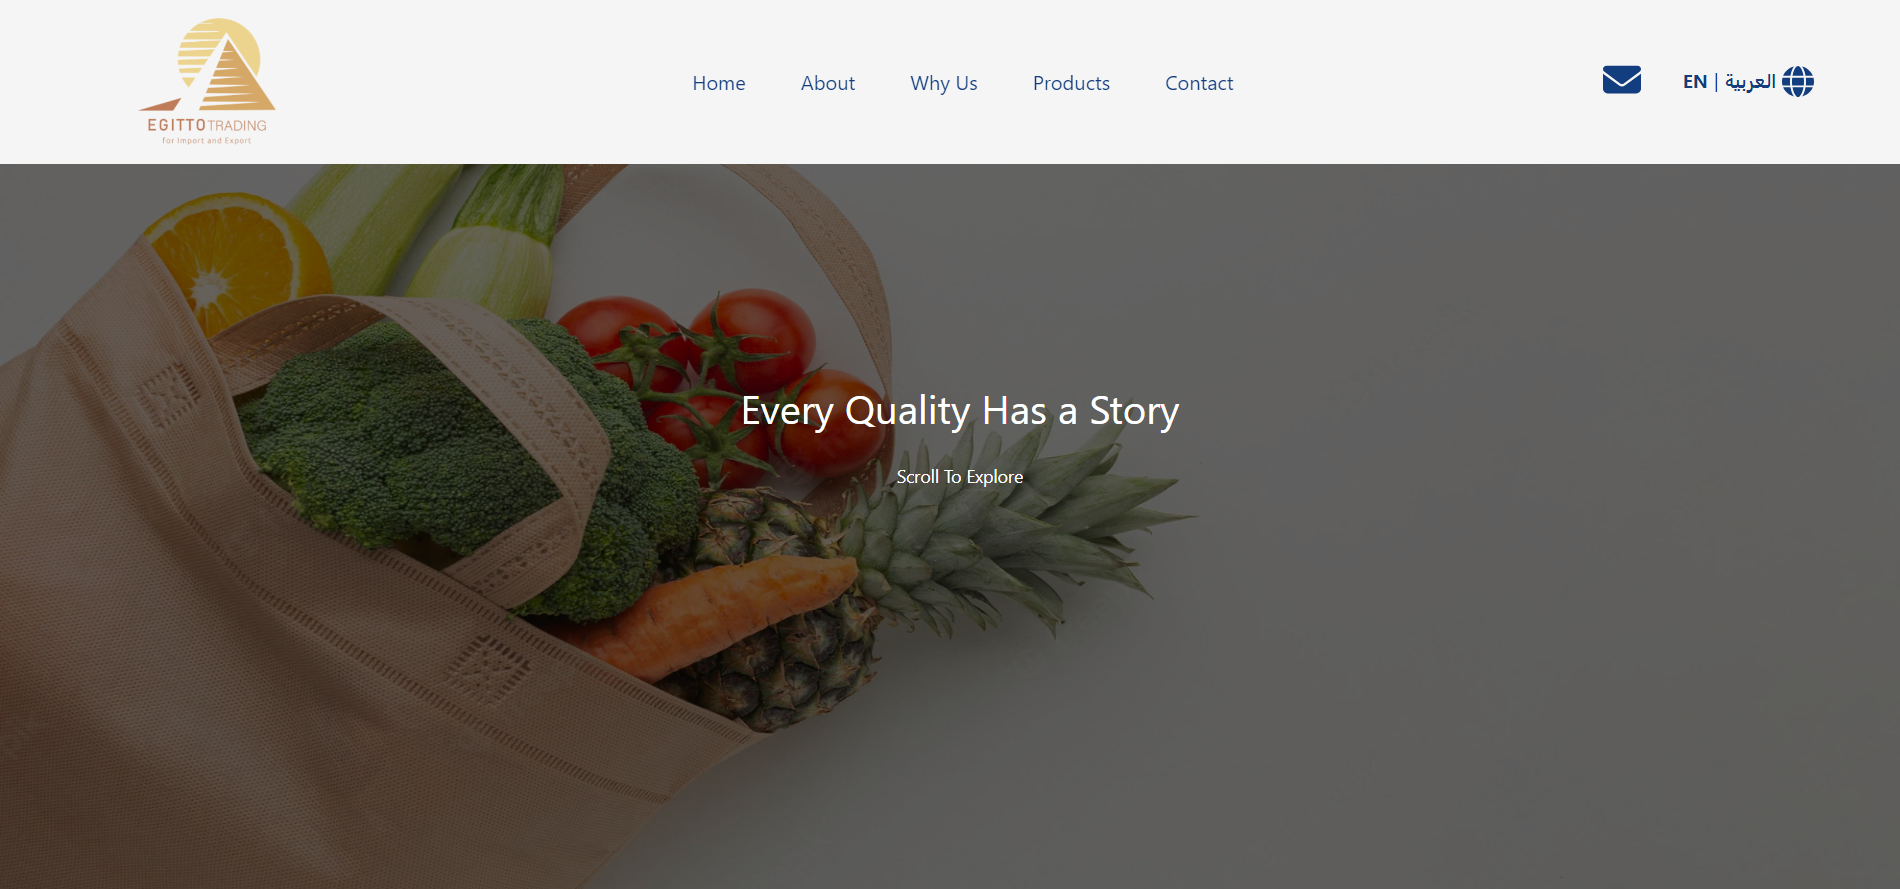 EGITTO TRADING
for Import and Export
Home
About
Why Us
Products
Contact
EN | العربية
Every Quality Has a Story
Scroll To Explore